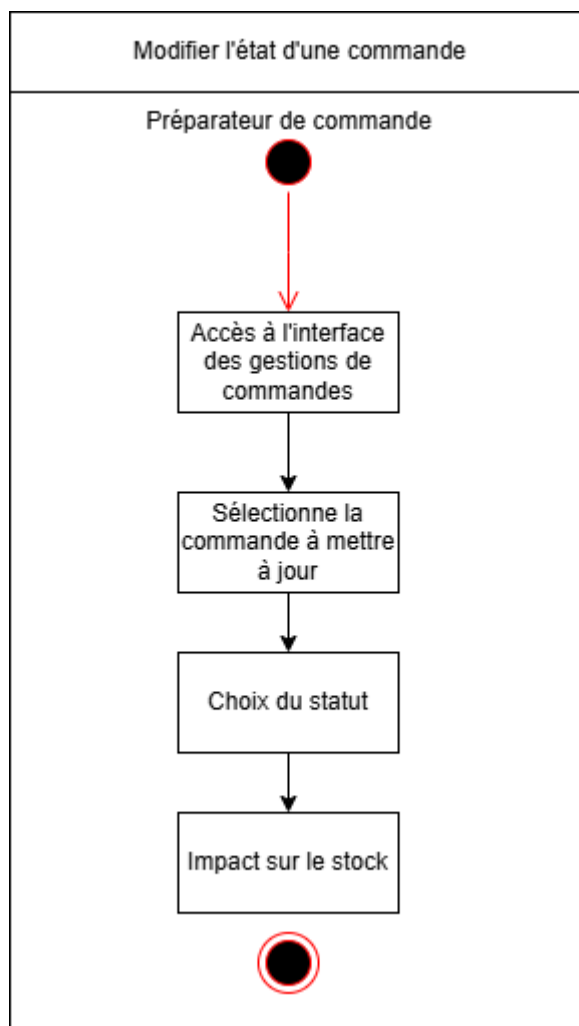 Modifier l'état d'une commande
Préparateur de commande
Accès à l'interface
des gestions de
commandes
Sélectionne la
commande à mettre
à jour
Choix du statut
Impact sur le stock